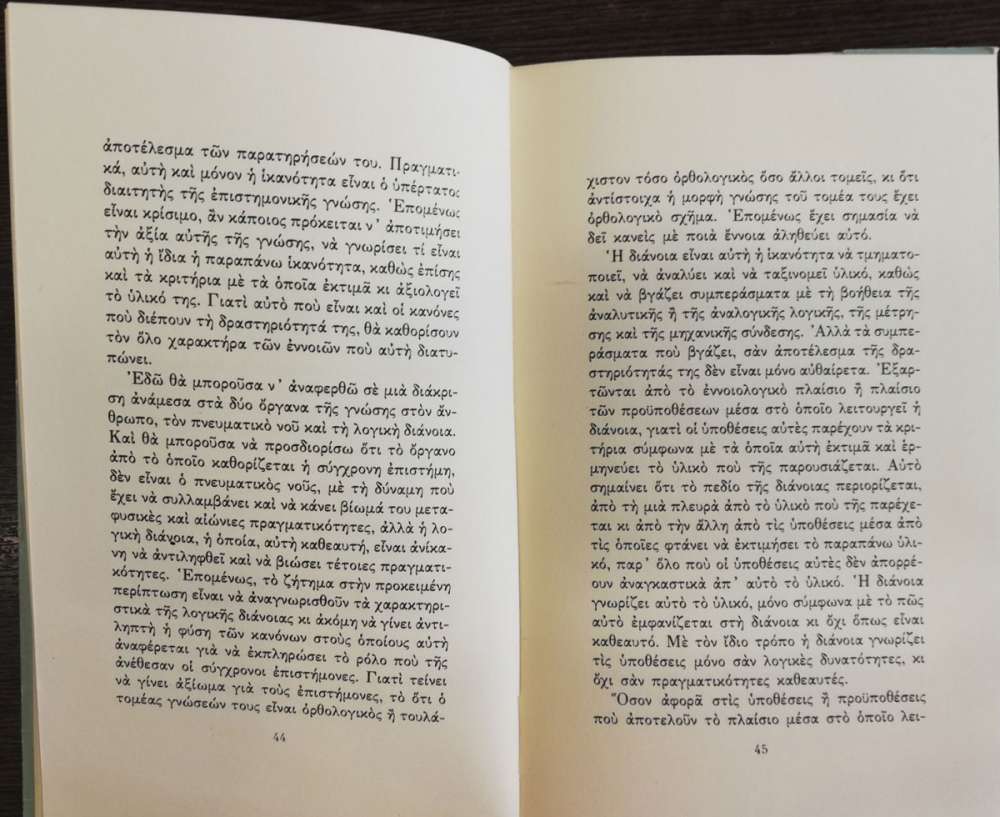 ἀποτέλεσμα τῶν παρατηρήσεών του. Πραγματι-
κά, αὐτὴ καὶ μόνον ἡ ἱκανότητα εἶναι ὁ ὑπέρτατος
διαιτητὴς τῆς ἐπιστημονικῆς γνώσης. Ἑπομένως
εἶναι κρίσιμο, ἂν κάποιος πρόκειται ν᾿ ἀποτιμήσει
τὴν ἀξία αὐτῆς τῆς γνώσης, νὰ γνωρίσει τί εἶναι
αὐτὴ ἡ ἴδια ἡ παραπάνω ἱκανότητα, καθὼς ἐπίσης
καὶ τὰ κριτήρια μὲ τὰ ὁποῖα ἐκτιμᾶ κι ἀξιολογεῖ
τὸ ὑλικό της. Γιατὶ αὐτὸ ποὺ εἶναι καὶ οἱ κανόνες
ποὺ διέπουν τὴ δραστηριότητά της, θὰ καθορίσουν
τὸν ὅλο χαρακτήρα τῶν ἐννοιῶν ποὺ αὐτὴ διατυ-
πώνει.
Ἐδῶ θὰ μποροῦσα ν᾿ ἀναφερθῶ σὲ μιὰ διάκρι-
ση ἀνάμεσα στὰ δύο ὄργανα τῆς γνώσης στὸν ἄν-
θρωπο, τὸν πνευματικὸ νοῦ καὶ τὴ λογικὴ διάνοια.
Καὶ θὰ μποροῦσα νὰ προσδιορίσω ὅτι τὸ ὄργανο
ἀπὸ τὸ ὁποῖο καθορίζεται ἡ σύγχρονη ἐπιστήμη,
δὲν εἶναι ὁ πνευματικὸς νοῦς, μὲ τὴ δύναμη ποὺ
ἔχει νὰ συλλαμβάνει καὶ νὰ κάνει βίωμά του μετα-
φυσικὲς καὶ αἰώνιες πραγματικότητες, ἀλλὰ ἡ λο-
γικὴ διάνοια, ἡ ὁποία, αὐτὴ καθεαυτή, εἶναι ἀνίκα-
νη νὰ ἀντιληφθεῖ καὶ νὰ βιώσει τέτοιες πραγματι-
κότητες. Ἑπομένως, τὸ ζήτημα στὴν προκειμένη
περίπτωση εἶναι νὰ ἀναγνωρισθοῦν τὰ χαρακτηρι-
στικὰ τῆς λογικῆς διάνοιας κι ἀκόμη νὰ γίνει ἀντι-
ληπτὴ ἡ φύση τῶν κανόνων στοὺς ὁποίους αὐτὴ
ἀναφέρεται γιὰ νὰ ἐκπληρώσει τὸ ρόλο ποὺ τῆς
ἀνέθεσαν οἱ σύγχρονοι ἐπιστήμονες. Γιατὶ τείνει
νὰ γίνει ἀξίωμα γιὰ τοὺς ἐπιστήμονες, τὸ ὅτι ὁ
τομέας γνώσεών τους εἶναι ὀρθολογικὸς ἢ τουλά-
44
χιστον τόσο ὀρθολογικὸς ὅσο ἄλλοι τομεῖς, κι ὅτι
ἀντίστοιχα ἡ μορφὴ γνώσης τοῦ τομέα τους ἔχει
ὀρθολογικὸ σχῆμα. Ἑπομένως ἔχει σημασία νὰ
δεῖ κανεὶς μὲ ποιὰ ἔννοια ἀληθεύει αὐτό.
Ἡ διάνοια εἶναι αὐτὴ ἡ ἱκανότητα νὰ τμηματο-
ποιεῖ, νὰ ἀναλύει καὶ νὰ ταξινομεῖ ὑλικό, καθὼς
καὶ νὰ βγάζει συμπεράσματα μὲ τὴ βοήθεια τῆς
ἀναλυτικῆς ἢ τῆς ἀναλογικῆς λογικῆς, τῆς μέτρη-
σης καὶ τῆς μηχανικῆς σύνδεσης. Ἀλλὰ τὰ συμπε-
ράσματα ποὺ βγάζει, σὰν ἀποτέλεσμα τῆς δρα-
στηριότητάς της δὲν εἶναι μόνο αὐθαίρετα. Ἐξαρ-
τῶνται ἀπὸ τὸ ἐννοιολογικὸ πλαίσιο ἢ πλαίσιο
τῶν προϋποθέσεων μέσα στὸ ὁποῖο λειτουργεῖ ἡ
διάνοια, γιατὶ οἱ ὑποθέσεις αὐτὲς παρέχουν τὰ κρι-
τήρια σύμφωνα μὲ τὰ ὁποῖα αὐτὴ ἐκτιμᾶ καὶ ἑρ-
μηνεύει τὸ ὑλικὸ ποὺ τῆς παρουσιάζεται. Αὐτὸ
σημαίνει ὅτι τὸ πεδίο τῆς διάνοιας περιορίζεται,
ἀπὸ τὴ μιὰ πλευρὰ ἀπὸ τὸ ὑλικὸ ποὺ τῆς παρέχε-
ται κι ἀπὸ τὴν ἄλλη ἀπὸ τὶς ὑποθέσεις μέσα ἀπὸ
τὶς ὁποῖες φτάνει νὰ ἐκτιμήσει τὸ παραπάνω ὑλι-
κό, παρ᾿ ὅλο ποὺ οἱ ὑποθέσεις αὐτὲς δὲν ἀπορρέ-
ουν ἀναγκαστικὰ ἀπ᾿ αὐτὸ τὸ ὑλικό. Ἡ διάνοια
γνωρίζει αὐτὸ τὸ ὑλικό, μόνο σύμφωνα μὲ τὸ πῶς
αὐτὸ ἐμφανίζεται στὴ διάνοια κι ὄχι ὅπως εἶναι
καθεαυτό. Μὲ τὸν ἴδιο τρόπο ἡ διάνοια γνωρίζει
τὶς ὑποθέσεις μόνο σὰν λογικὲς δυνατότητες, κι
ὄχι σὰν πραγματικότητες καθεαυτές.
Ὅσον ἀφορᾶ στὶς ὑποθέσεις ἢ προϋποθέσεις
ποὺ ἀποτελοῦν τὸ πλαίσιο μέσα στὸ ὁποῖο λει-
45